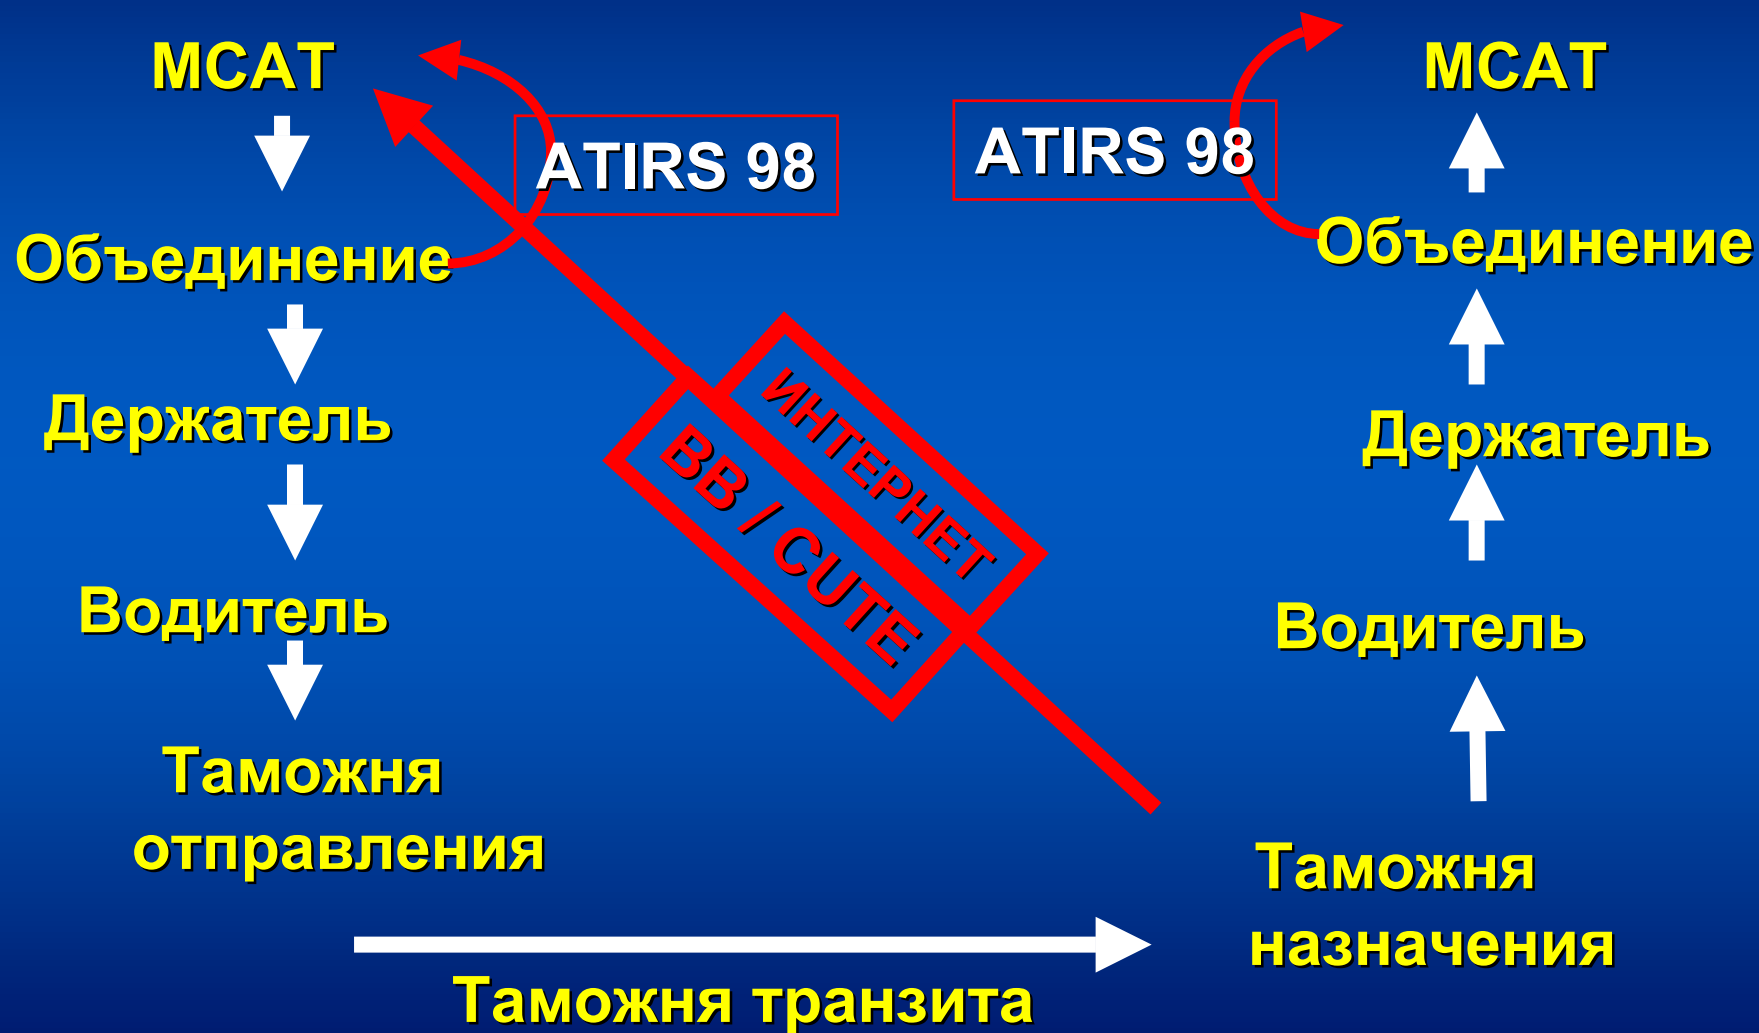 МСАТ
ATIRS 98
Объединение
Держатель
Водитель
Таможня
отправления
ИНТЕРНЕТ
BB / CUTE
Таможня транзита
МСАТ
ATIRS 98
Объединение
Держатель
Водитель
Таможня
назначения